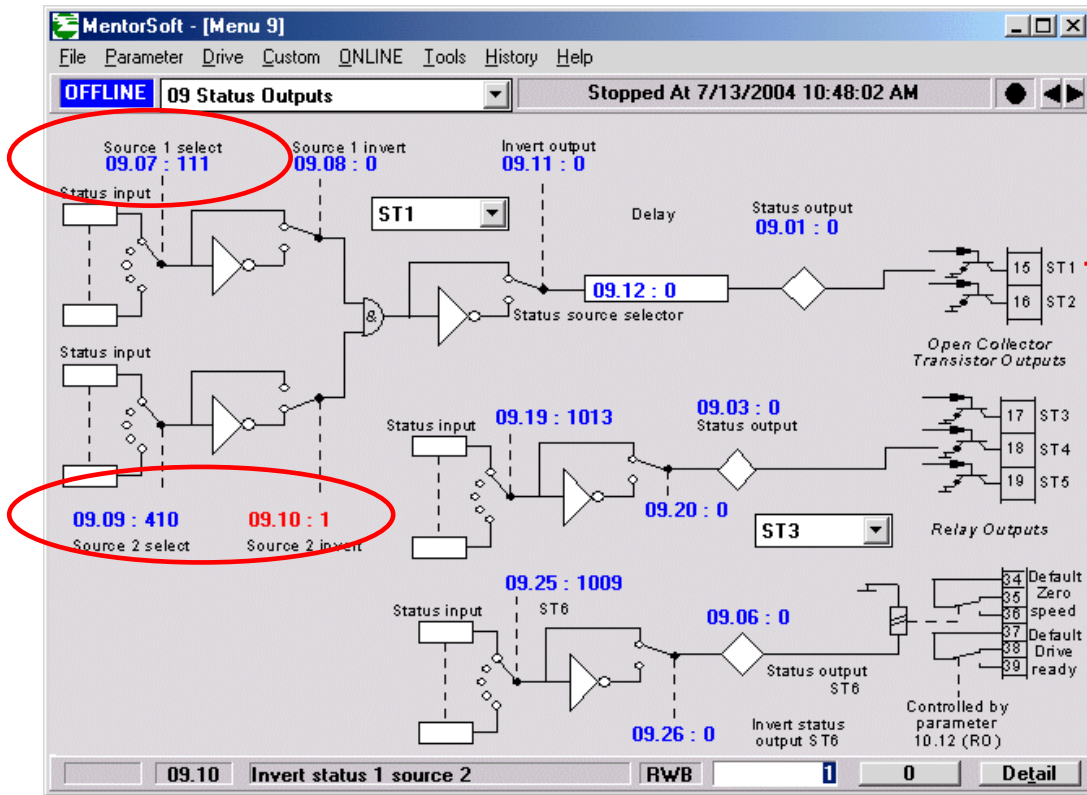 MentorSoft - [Menu 9]
File Parameter Drive Custom ONLINE Tools History Help
OFFLINE 09 Status Outputs Stopped At 7/13/2004 10:48:02 AM
Source 1 select
09.07 : 111
Source 1 invert
09.08 : 0
Invert output
09.11 : 0
Status input
ST1
Delay
Status output
09.01 : 0
09.12 : 0
Status source selector
&
15 ST1
16 ST2
Open Collector
Transistor Outputs
Status input
09.09 : 410
Source 2 select
09.10 : 1
Source 2 invert
Status input
09.19 : 1013
09.03 : 0
Status output
09.20 : 0
17 ST3
18 ST4
19 ST5
ST3
Relay Outputs
09.25 : 1009
Status input
ST6
09.06 : 0
Status output
ST6
09.26 : 0
Invert status
output ST6
34 Default
35 Zero
36 speed
37 Default
38 Drive
39 ready
Controlled by
parameter
10.12 (RO)
09.10 Invert status 1 source 2 RWB 1 0 Detail